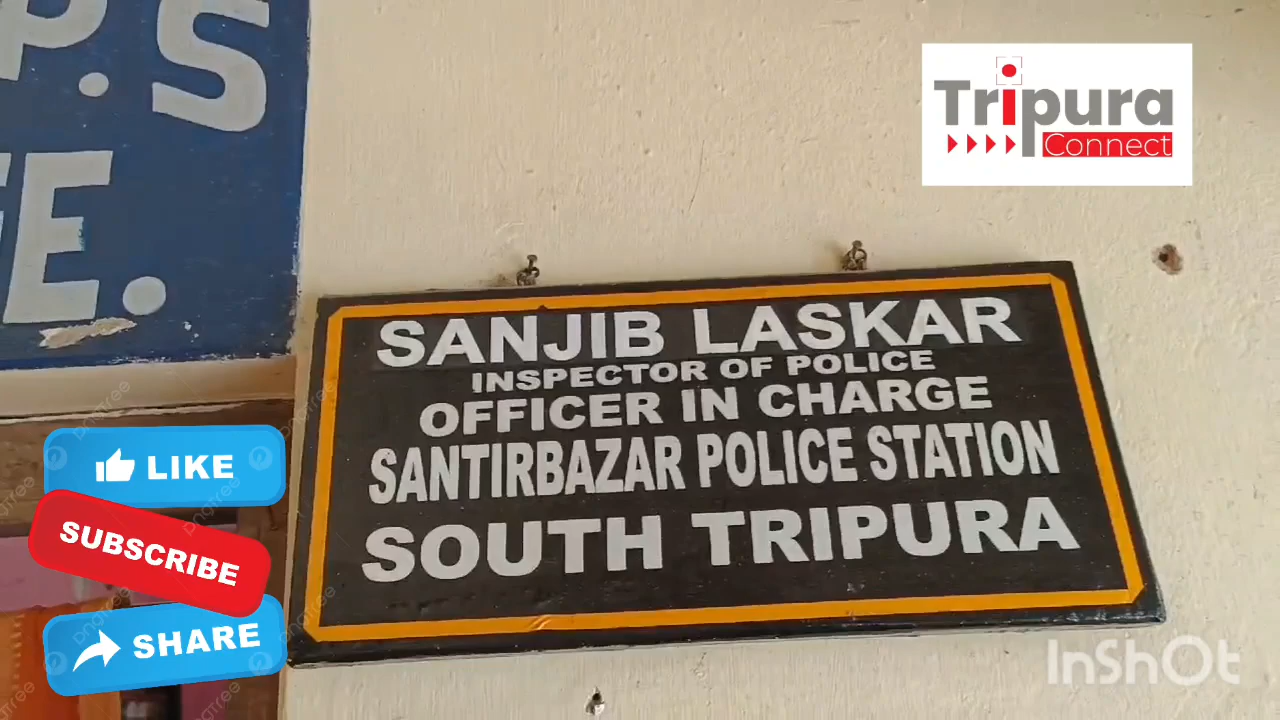 P.S
GE.
Tripura
Connect
SANJIB LASKAR
INSPECTOR OF POLICE
OFFICER IN CHARGE
SANTIRBAZAR POLICE STATION
SOUTH TRIPURA
LIKE
SUBSCRIBE
SHARE
InShOt